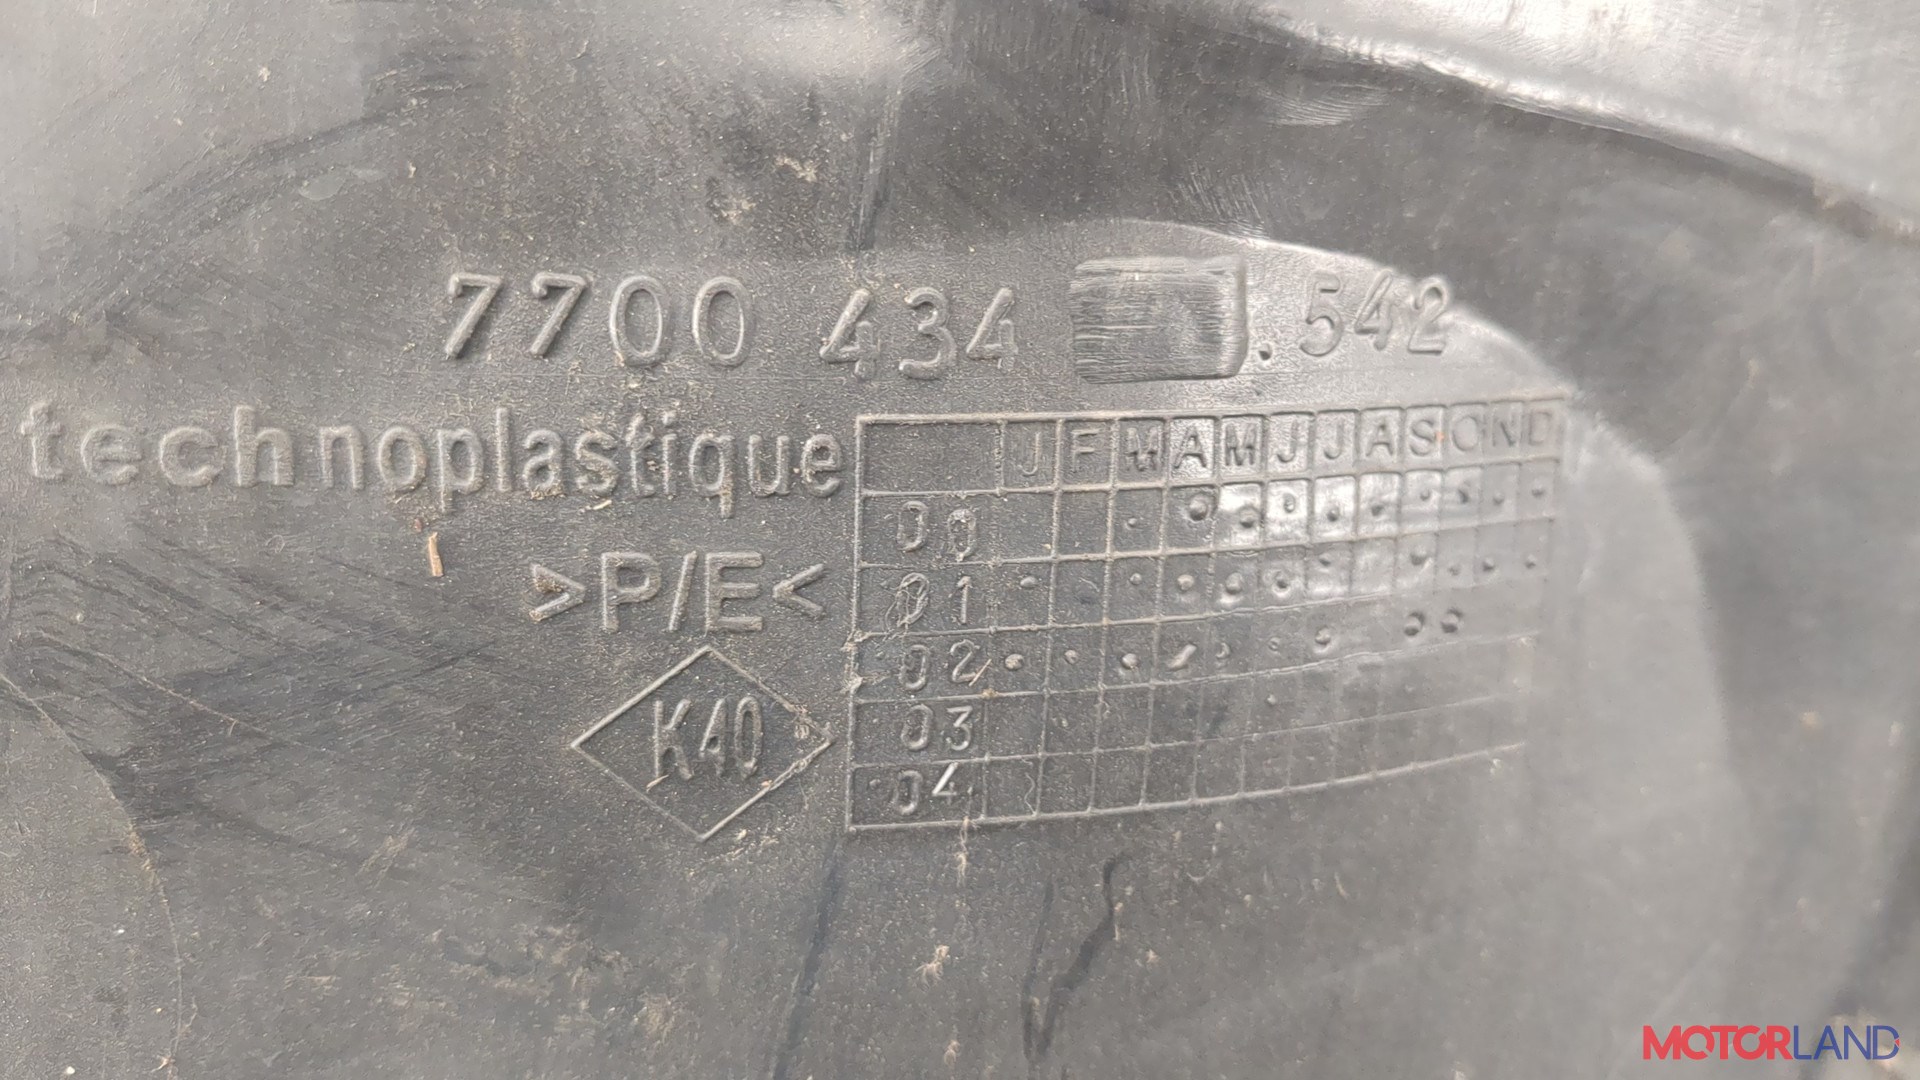 7700 434 .542
technoplastique
J F M A M J J A S O N D
00
>P/E<
01
02
K40
03
04
MOTORLAND